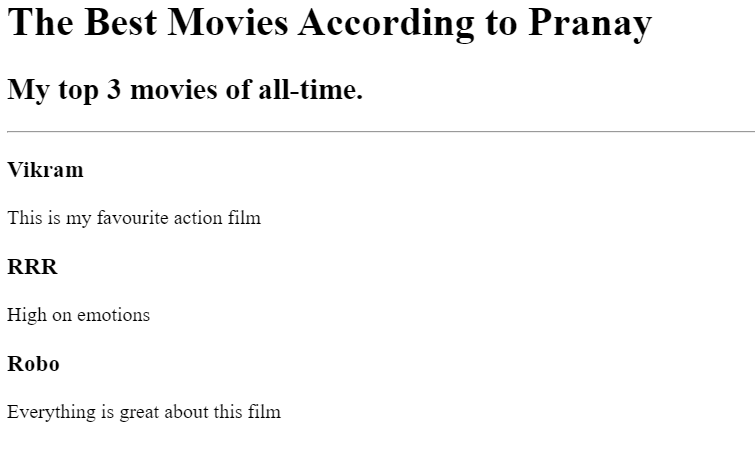 The Best Movies According to Pranay
My top 3 movies of all-time.
Vikram
This is my favourite action film
RRR
High on emotions
Robo
Everything is great about this film